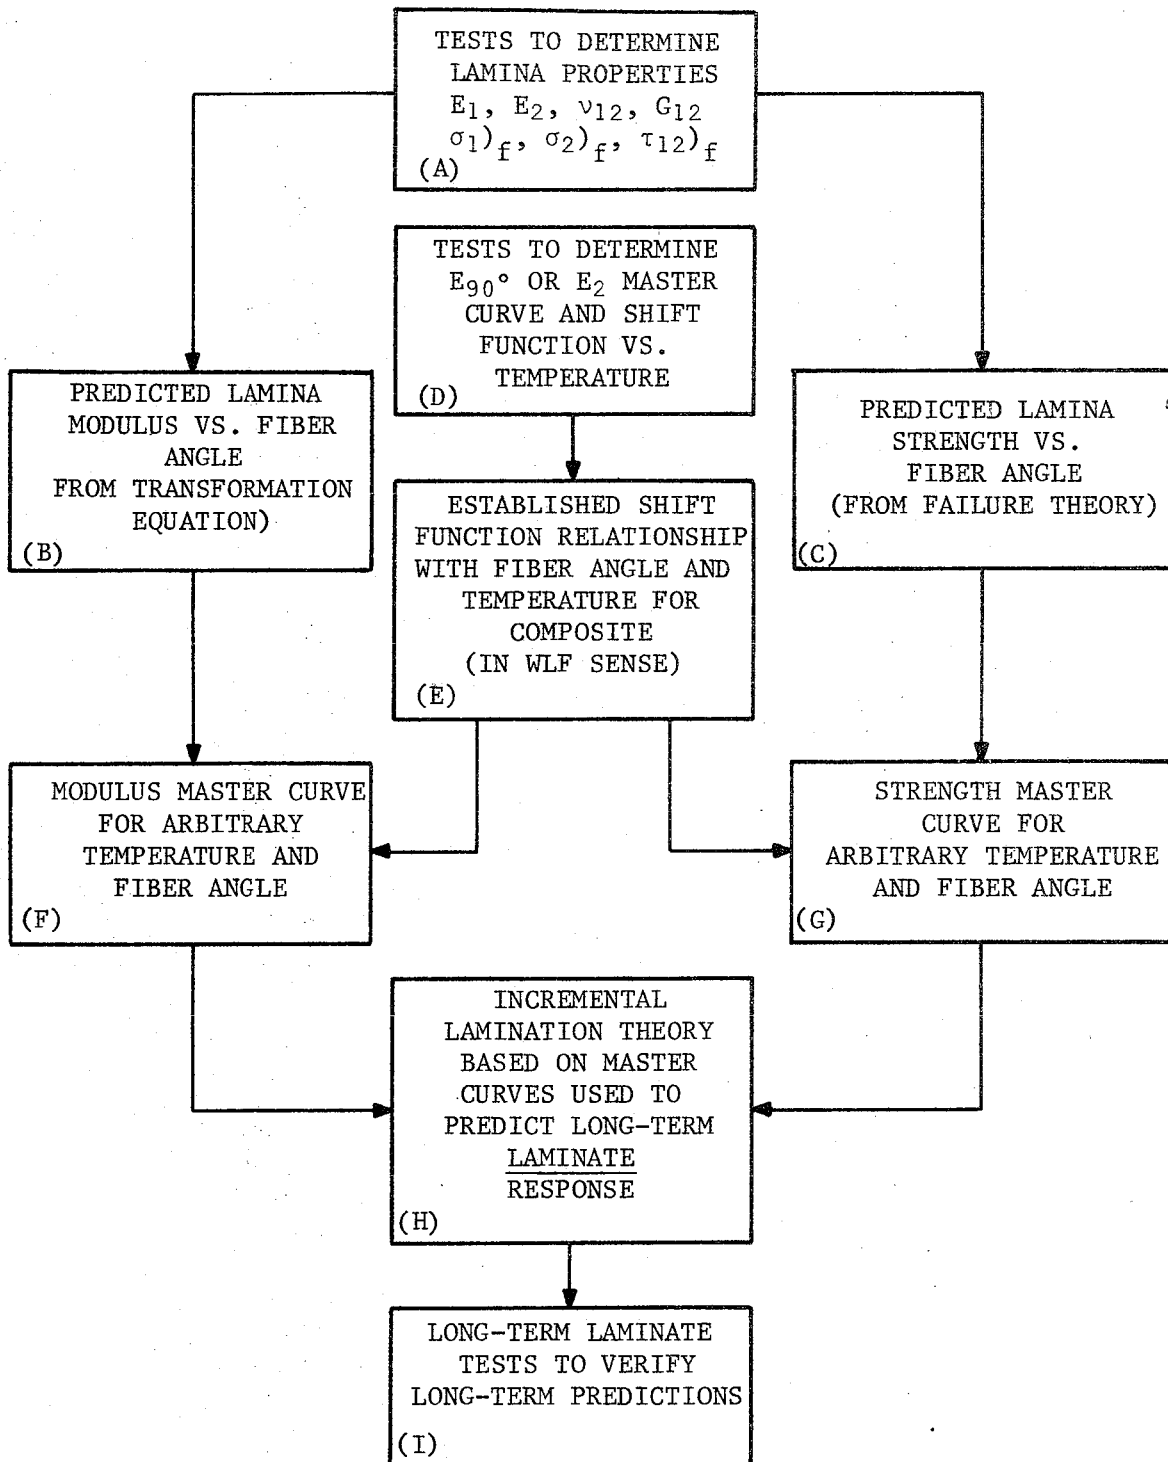 TESTS TO DETERMINE
LAMINA PROPERTIES
E₁, E₂, ν₁₂, G₁₂
σ₁)f, σ₂)f, τ₁₂)f
(A)
TESTS TO DETERMINE
E₉₀° OR E₂ MASTER
CURVE AND SHIFT
FUNCTION VS.
TEMPERATURE
(D)
PREDICTED LAMINA
MODULUS VS. FIBER
ANGLE
FROM TRANSFORMATION
EQUATION)
(B)
PREDICTED LAMINA
STRENGTH VS.
FIBER ANGLE
(FROM FAILURE THEORY)
(C)
ESTABLISHED SHIFT
FUNCTION RELATIONSHIP
WITH FIBER ANGLE AND
TEMPERATURE FOR
COMPOSITE
(IN WLF SENSE)
(E)
MODULUS MASTER CURVE
FOR ARBITRARY
TEMPERATURE AND
FIBER ANGLE
(F)
STRENGTH MASTER
CURVE FOR
ARBITRARY TEMPERATURE
AND FIBER ANGLE
(G)
INCREMENTAL
LAMINATION THEORY
BASED ON MASTER
CURVES USED TO
PREDICT LONG-TERM
LAMINATE
RESPONSE
(H)
LONG-TERM LAMINATE
TESTS TO VERIFY
LONG-TERM PREDICTIONS
(I)